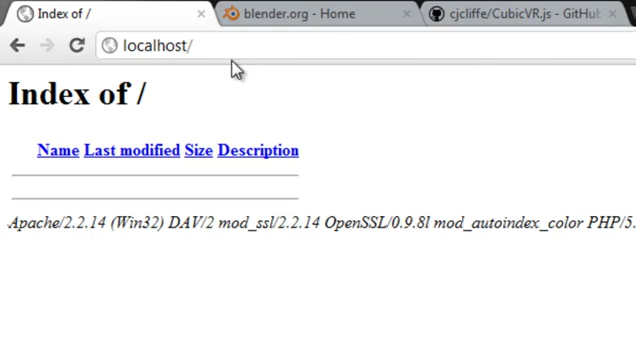 Index of / blender.org - Home cjcliffe/CubicVR.js - GitHub
localhost/
Index of /
Name Last modified Size Description
Apache/2.2.14 (Win32) DAV/2 mod_ssl/2.2.14 OpenSSL/0.9.8l mod_autoindex_color PHP/5.